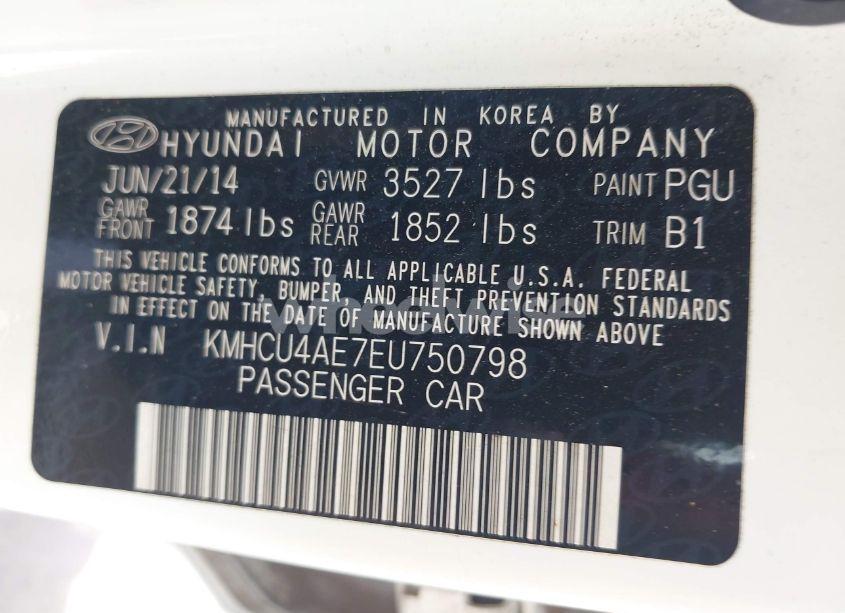 MANUFACTURED IN KOREA BY
HYUNDAI MOTOR COMPANY
JUN/21/14 GVWR 3527 lbs PAINT PGU
GAWR FRONT 1874 lbs GAWR REAR 1852 lbs TRIM B1
THIS VEHICLE CONFORMS TO ALL APPLICABLE U.S.A. FEDERAL
MOTOR VEHICLE SAFETY, BUMPER, AND THEFT PREVENTION STANDARDS
IN EFFECT ON THE DATE OF MANUFACTURE SHOWN ABOVE
V.I.N KMHCU4AE7EU750798
PASSENGER CAR